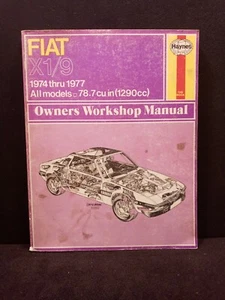 FIAT
X1/9
1974 thru 1977
All models 78.7 cu in (1290cc)
Haynes
Owners Workshop Manual